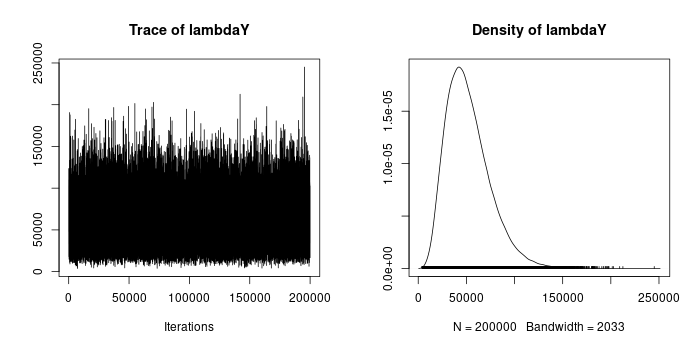 Trace of lambdaY
250000
150000
50000
0
0
50000
100000
150000
200000
Iterations
Density of lambdaY
1.5e-05
1.0e-05
0.0e+00
0
50000
150000
250000
N = 200000 Bandwidth = 2033